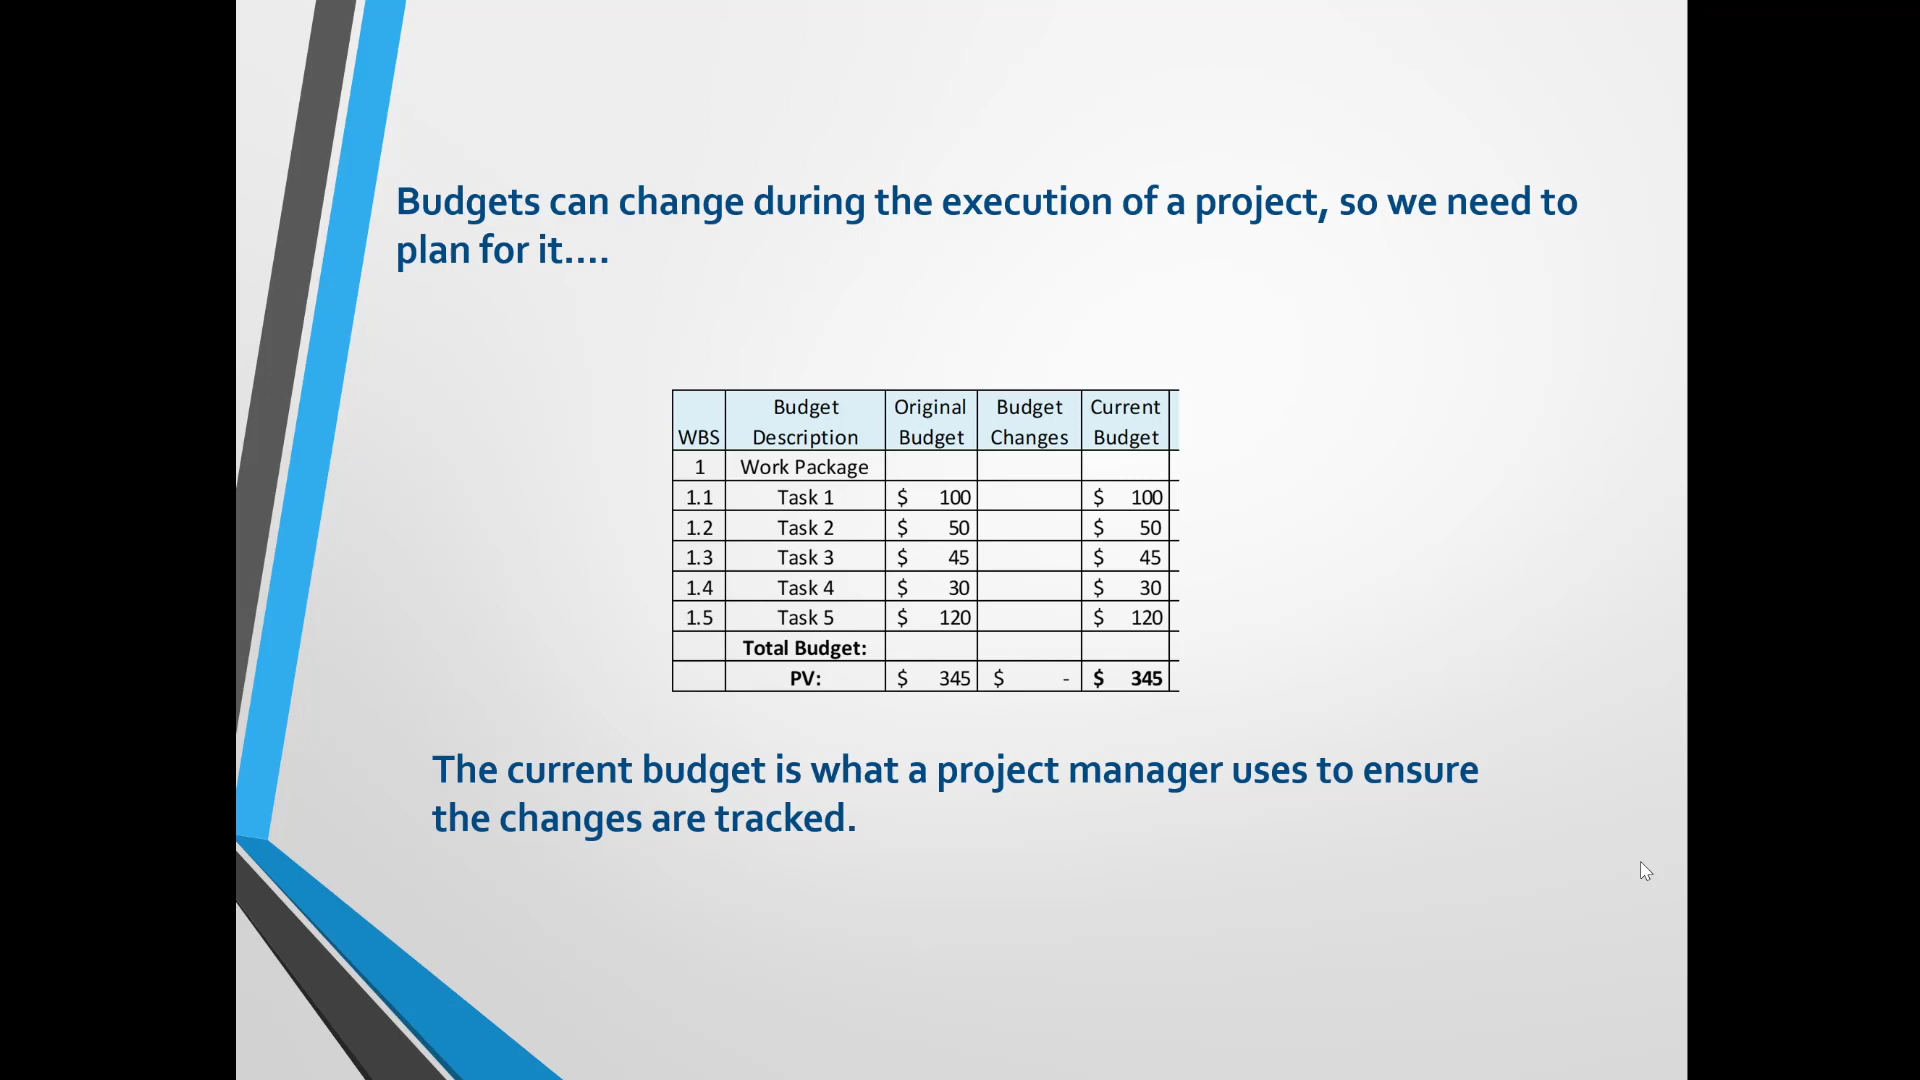 Budgets can change during the execution of a project, so we need to
plan for it....
WBS Budget Description Original Budget Budget Changes Current Budget
1 Work Package
1.1 Task 1 $ 100 $ 100
1.2 Task 2 $ 50 $ 50
1.3 Task 3 $ 45 $ 45
1.4 Task 4 $ 30 $ 30
1.5 Task 5 $ 120 $ 120
Total Budget:
PV: $ 345 $ - $ 345
The current budget is what a project manager uses to ensure
the changes are tracked.